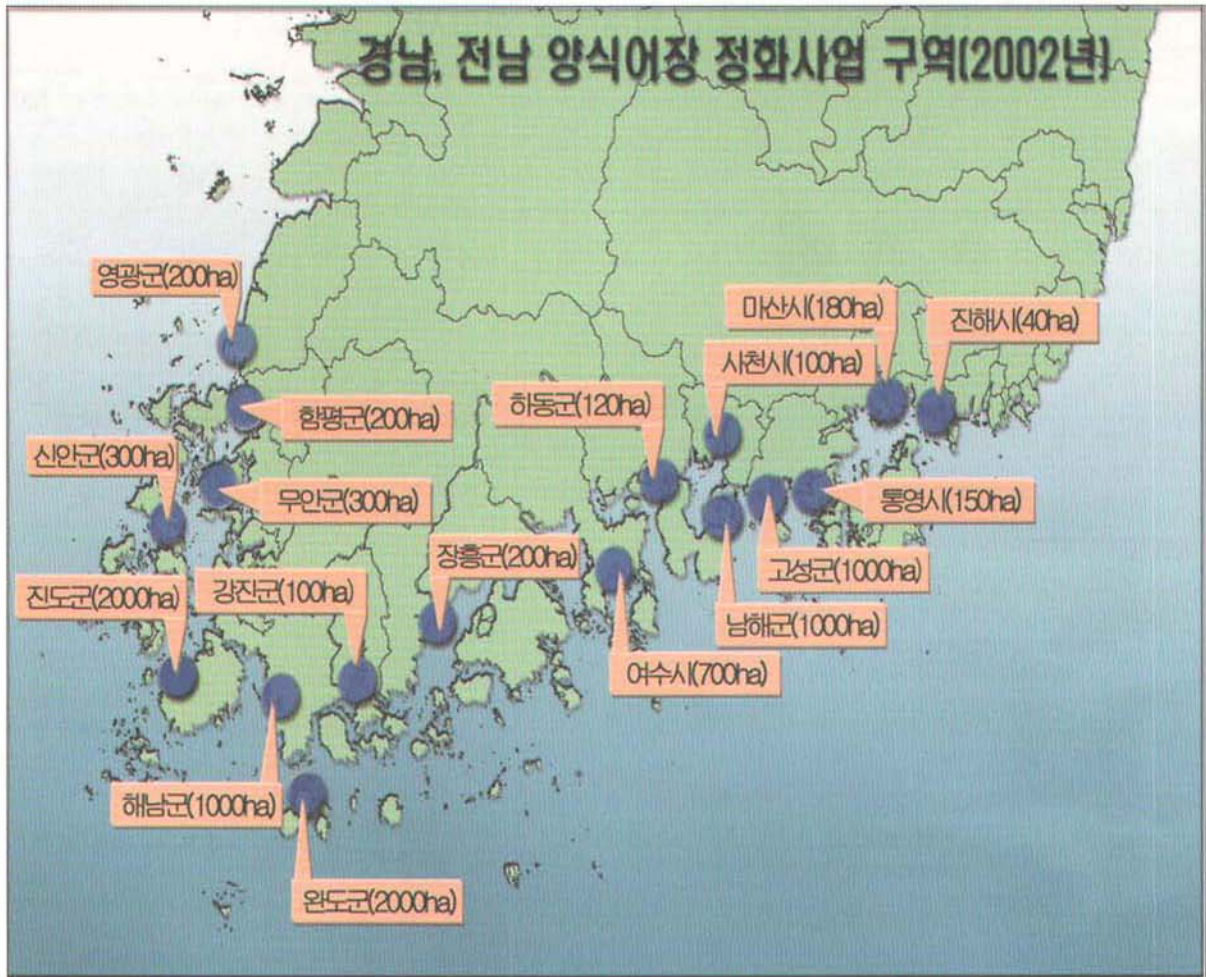 경남, 전남 양식어장 정화사업 구역(2002년)
영광군(200ha)
마산시(180ha)
진해시(40ha)
사천시(100ha)
함평군(200ha)
하동군(120ha)
신안군(300ha)
무안군(300ha)
통영시(150ha)
장흥군(200ha)
고성군(1000ha)
진도군(2000ha)
강진군(100ha)
남해군(1000ha)
여수시(700ha)
해남군(1000ha)
완도군(2000ha)